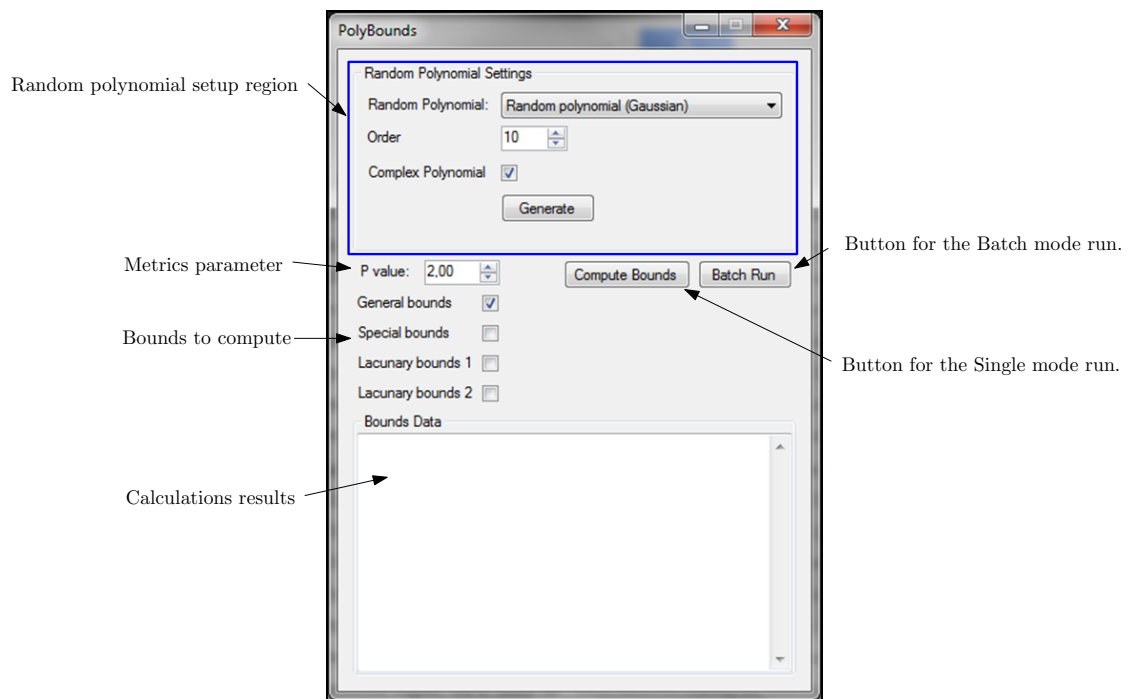 PolyBounds
Random Polynomial Settings
Random polynomial setup region
Random Polynomial: Random polynomial (Gaussian)
Order 10
Complex Polynomial
Generate
Button for the Batch mode run.
Metrics parameter
P value: 2,00 Compute Bounds Batch Run
General bounds
Bounds to compute
Special bounds
Lacunary bounds 1
Button for the Single mode run.
Lacunary bounds 2
Bounds Data
Calculations results